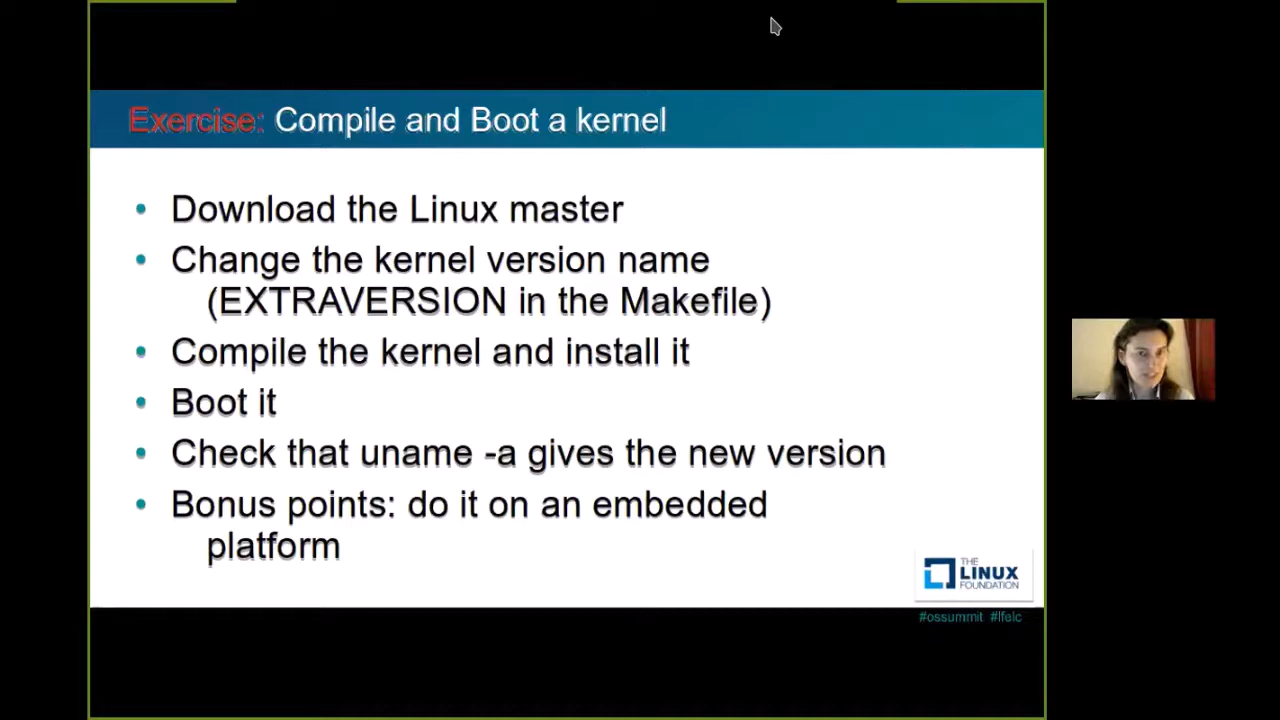 Exercise: Compile and Boot a kernel
• Download the Linux master
• Change the kernel version name
(EXTRAVERSION in the Makefile)
• Compile the kernel and install it
• Boot it
• Check that uname -a gives the new version
• Bonus points: do it on an embedded
platform
THE
LINUX
FOUNDATION
#ossummit #lfelc